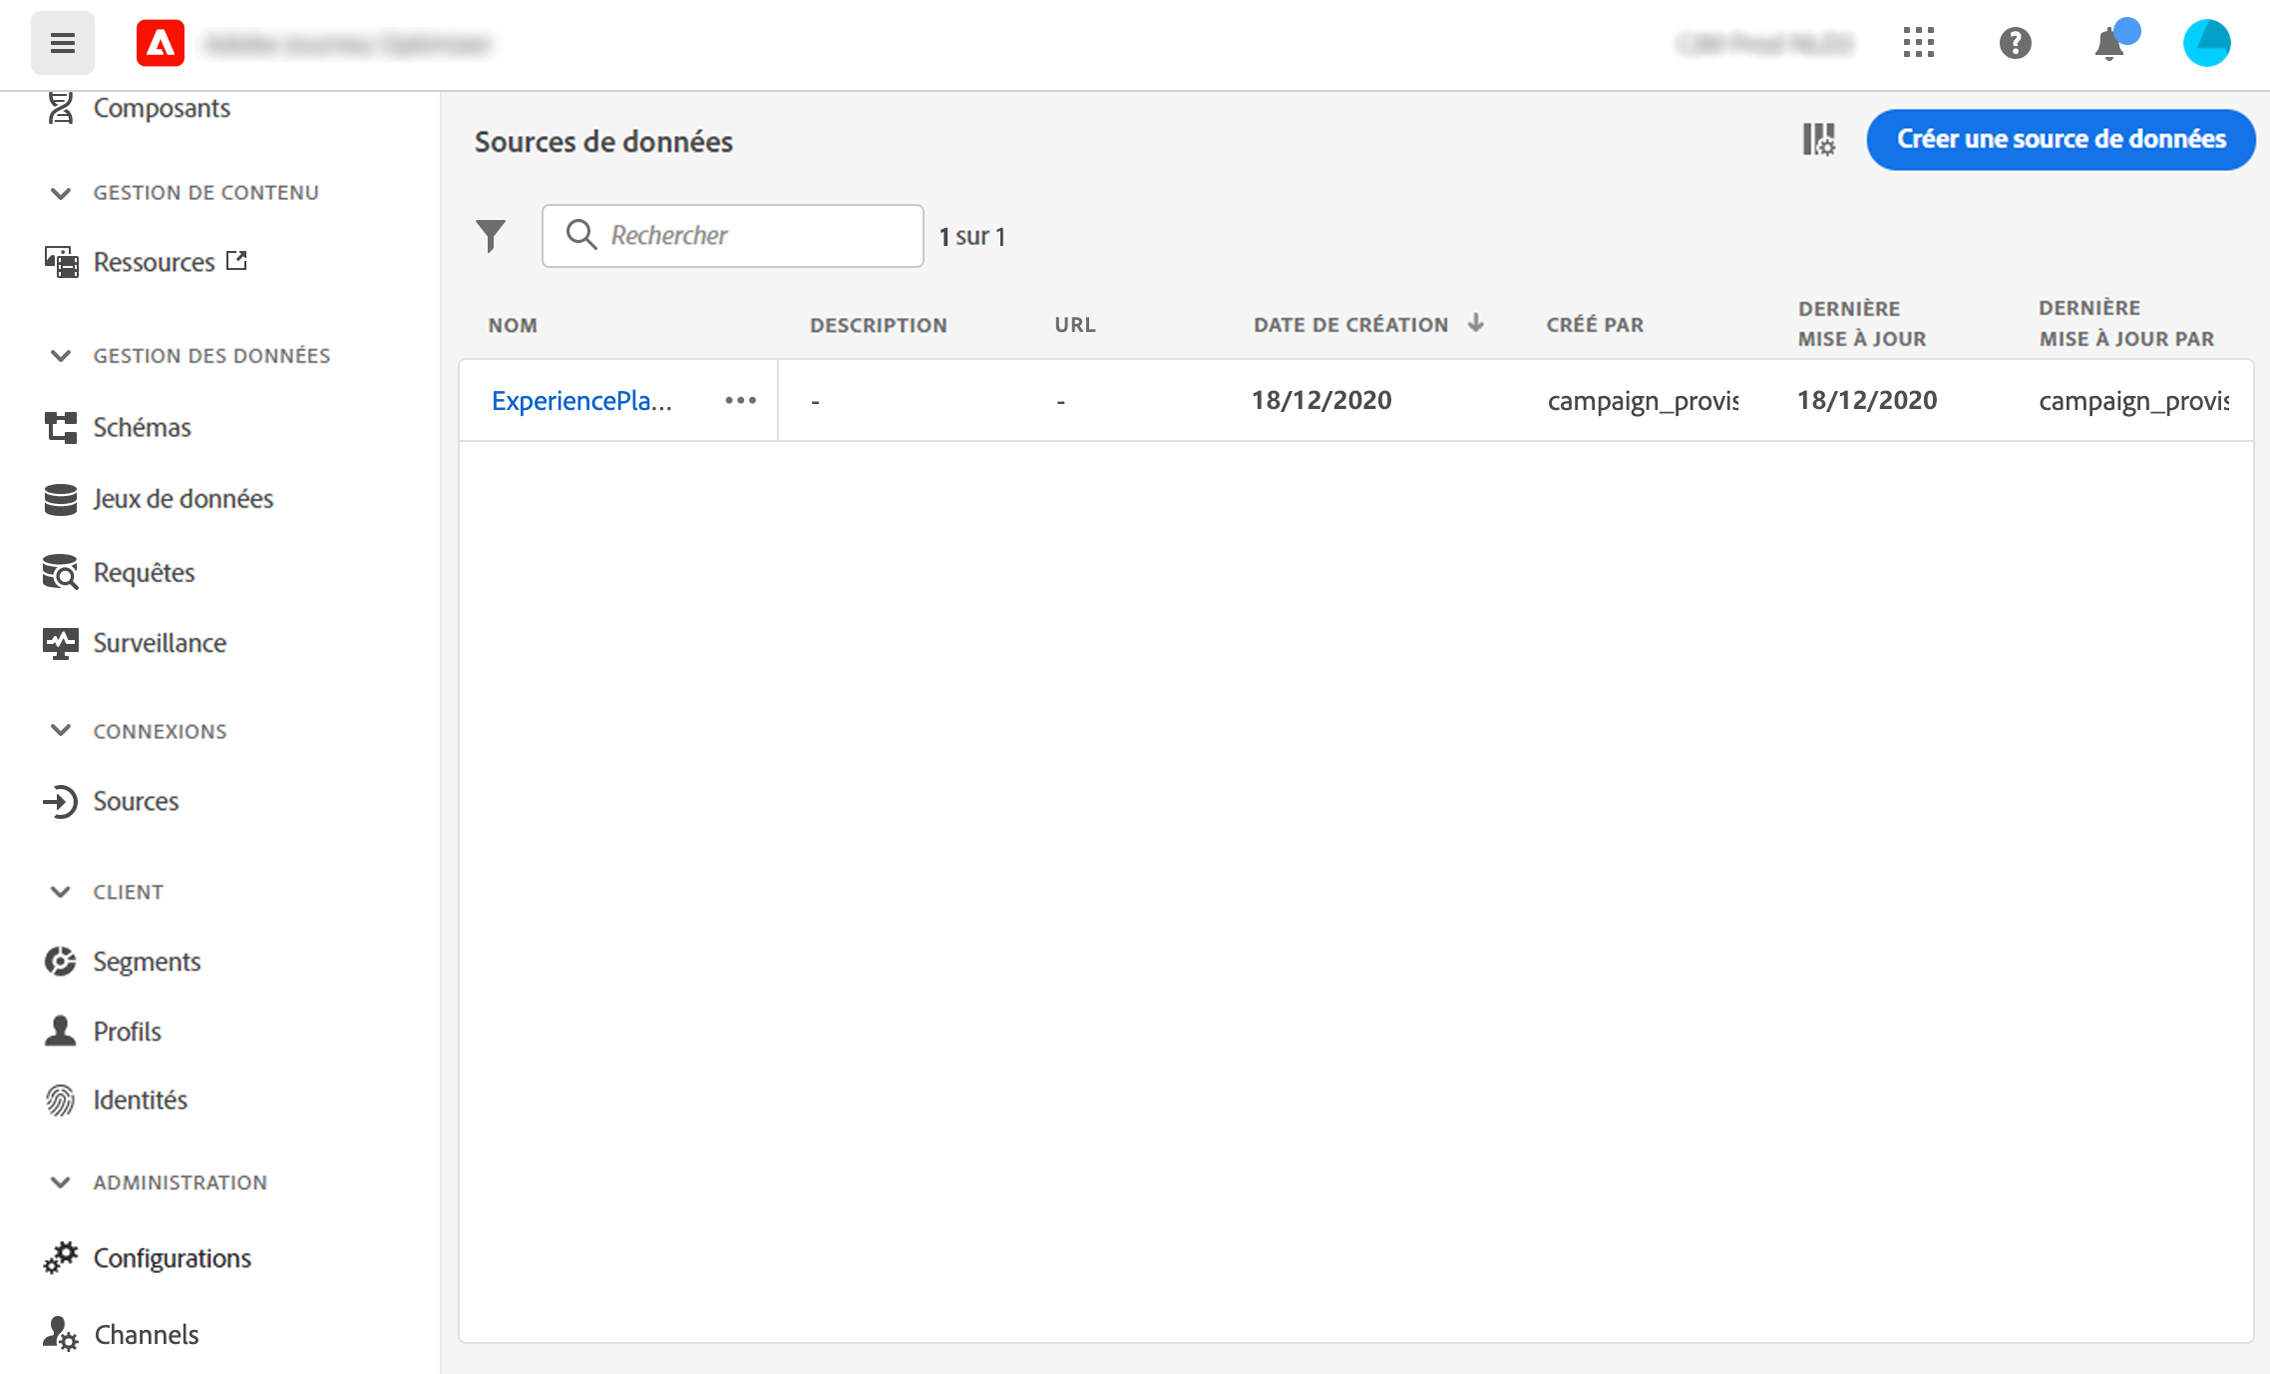 Composants
GESTION DE CONTENU
Ressources
GESTION DES DONNÉES
Schémas
Jeux de données
Requêtes
Surveillance
CONNEXIONS
Sources
CLIENT
Segments
Profils
Identités
ADMINISTRATION
Configurations
Channels
Sources de données
Créer une source de données
Rechercher
1 sur 1
NOM DESCRIPTION URL DATE DE CRÉATION CRÉÉ PAR DERNIÈRE MISE À JOUR DERNIÈRE MISE À JOUR PAR
ExperiencePla... - - 18/12/2020 campaign_provis 18/12/2020 campaign_provis